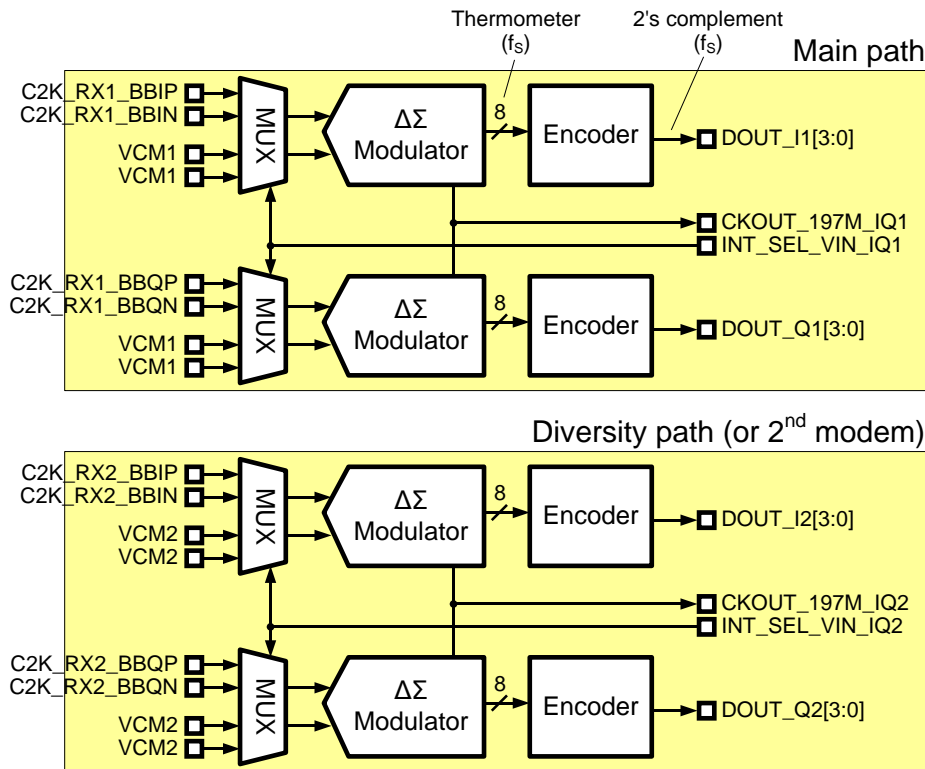 Thermometer
(fS)
2's complement
(fS)
Main path
C2K_RX1_BBIP
C2K_RX1_BBIN
VCM1
VCM1
MUX
ΔΣ
Modulator
8
Encoder
DOUT_I1[3:0]
CKOUT_197M_IQ1
INT_SEL_VIN_IQ1
C2K_RX1_BBQP
C2K_RX1_BBQN
VCM1
VCM1
MUX
ΔΣ
Modulator
8
Encoder
DOUT_Q1[3:0]
Diversity path (or 2nd modem)
C2K_RX2_BBIP
C2K_RX2_BBIN
VCM2
VCM2
MUX
ΔΣ
Modulator
8
Encoder
DOUT_I2[3:0]
CKOUT_197M_IQ2
INT_SEL_VIN_IQ2
C2K_RX2_BBQP
C2K_RX2_BBQN
VCM2
VCM2
MUX
ΔΣ
Modulator
8
Encoder
DOUT_Q2[3:0]